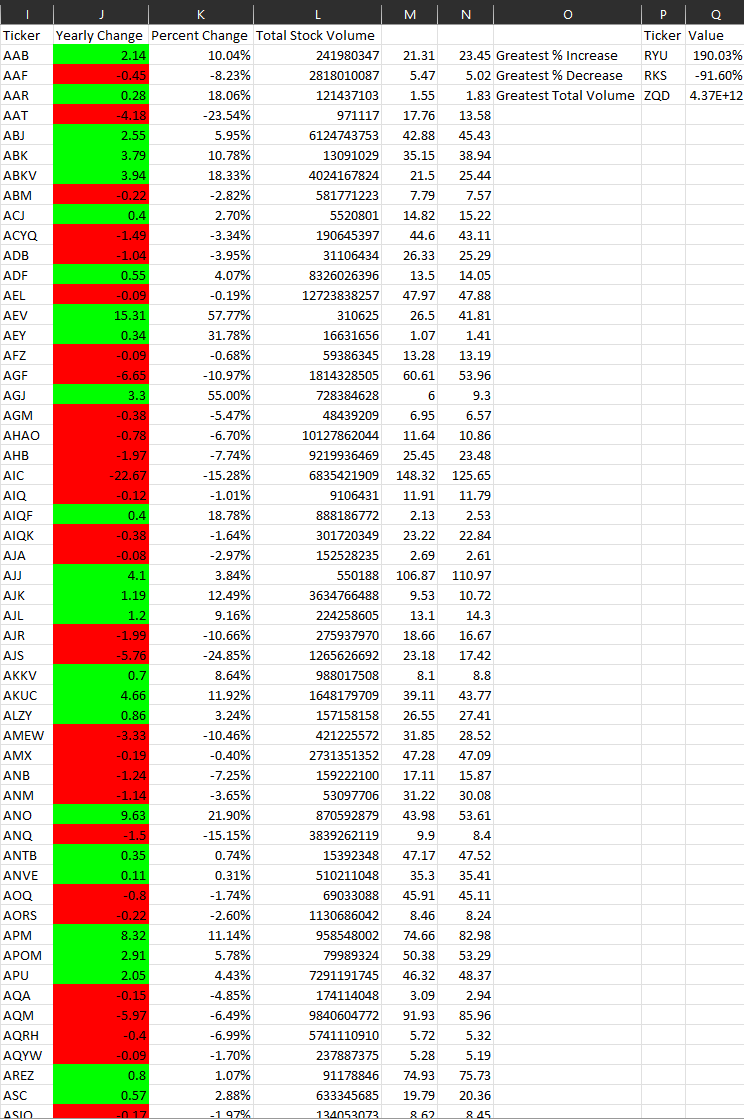 I J K L M N O P Q
Ticker Yearly Change Percent Change Total Stock Volume Ticker Value
AAB 2.14 10.04% 241980347 21.31 23.45 Greatest % Increase RYU 190.03%
AAF -0.45 -8.23% 2818010087 5.47 5.02 Greatest % Decrease RKS -91.60%
AAR 0.28 18.06% 121437103 1.55 1.83 Greatest Total Volume ZQD 4.37E+12
AAT -4.18 -23.54% 971117 17.76 13.58
ABJ 2.55 5.95% 6124743753 42.88 45.43
ABK 3.79 10.78% 13091029 35.15 38.94
ABKV 3.94 18.33% 4024167824 21.5 25.44
ABM -0.22 -2.82% 581771223 7.79 7.57
ACJ 0.4 2.70% 5520801 14.82 15.22
ACYQ -1.49 -3.34% 190645397 44.6 43.11
ADB -1.04 -3.95% 31106434 26.33 25.29
ADF 0.55 4.07% 8326026396 13.5 14.05
AEL -0.09 -0.19% 12723838257 47.97 47.88
AEV 15.31 57.77% 310625 26.5 41.81
AEY 0.34 31.78% 16631656 1.07 1.41
AFZ -0.09 -0.68% 59386345 13.28 13.19
AGF -6.65 -10.97% 1814328505 60.61 53.96
AGJ 3.3 55.00% 728384628 6 9.3
AGM -0.38 -5.47% 48439209 6.95 6.57
AHAO -0.78 -6.70% 10127862044 11.64 10.86
AHB -1.97 -7.74% 9219936469 25.45 23.48
AIC -22.67 -15.28% 6835421909 148.32 125.65
AIQ -0.12 -1.01% 9106431 11.91 11.79
AIQF 0.4 18.78% 888186772 2.13 2.53
AIQK -0.38 -1.64% 301720349 23.22 22.84
AJA -0.08 -2.97% 152528235 2.69 2.61
AJJ 4.1 3.84% 550188 106.87 110.97
AJK 1.19 12.49% 3634766488 9.53 10.72
AJL 1.2 9.16% 224258605 13.1 14.3
AJR -1.99 -10.66% 275937970 18.66 16.67
AJS -5.76 -24.85% 1265626692 23.18 17.42
AKKV 0.7 8.64% 988017508 8.1 8.8
AKUC 4.66 11.92% 1648179709 39.11 43.77
ALZY 0.86 3.24% 157158158 26.55 27.41
AMEW -3.33 -10.46% 421225572 31.85 28.52
AMX -0.19 -0.40% 2731351352 47.28 47.09
ANB -1.24 -7.25% 159222100 17.11 15.87
ANM -1.14 -3.65% 53097706 31.22 30.08
ANO 9.63 21.90% 870592879 43.98 53.61
ANQ -1.5 -15.15% 3839262119 9.9 8.4
ANTB 0.35 0.74% 15392348 47.17 47.52
ANVE 0.11 0.31% 510211048 35.3 35.41
AOQ -0.8 -1.74% 69033088 45.91 45.11
AORS -0.22 -2.60% 1130686042 8.46 8.24
APM 8.32 11.14% 958548002 74.66 82.98
APOM 2.91 5.78% 79989324 50.38 53.29
APU 2.05 4.43% 7291191745 46.32 48.37
AQA -0.15 -4.85% 174114048 3.09 2.94
AQM -5.97 -6.49% 9840604772 91.93 85.96
AQRH -0.4 -6.99% 5741110910 5.72 5.32
AQYW -0.09 -1.70% 237887375 5.28 5.19
AREZ 0.8 1.07% 91178846 74.93 75.73
ASC 0.57 2.88% 633345685 19.79 20.36
-0.17 -1.97% 134053073 8.62 8.45